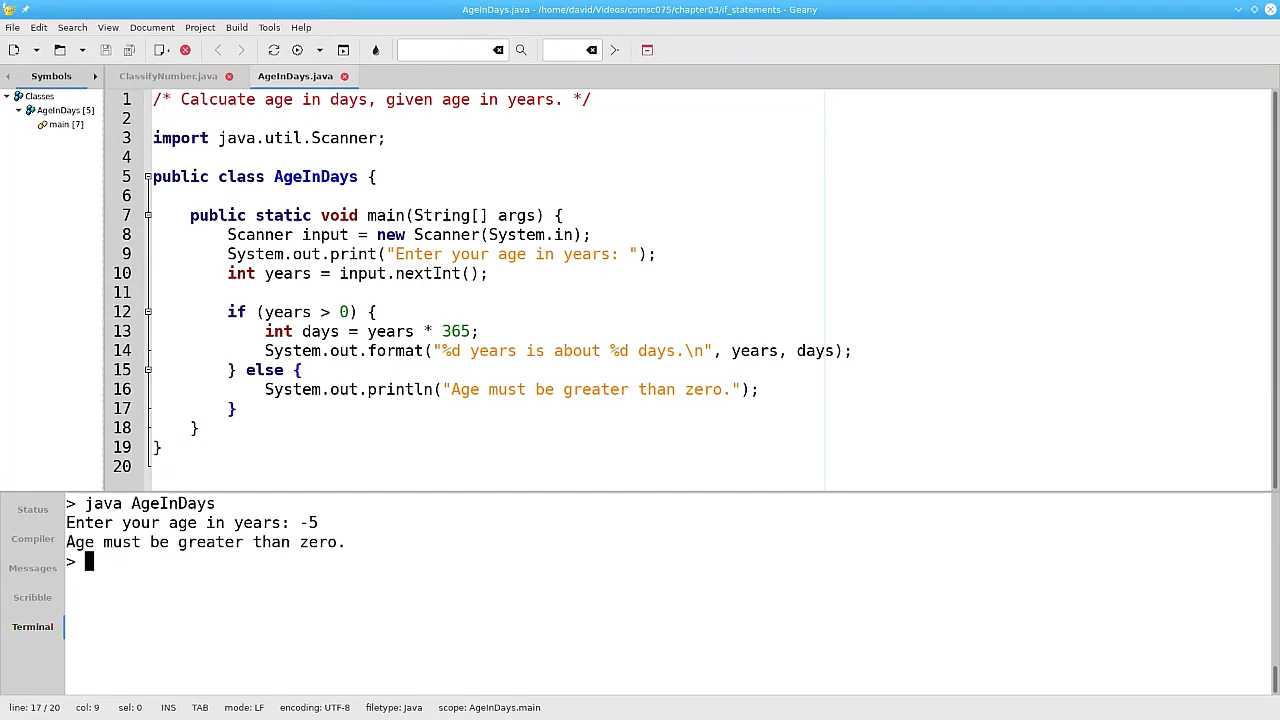 AgeInDays.java - /home/david/Videos/comsc075/chapter03/if_statements - Geany
File Edit Search View Document Project Build Tools Help
Symbols ClassifyNumber.java AgeInDays.java
Classes
AgeInDays [5]
main [7]
1 /* Calcuate age in days, given age in years. */
2
3 import java.util.Scanner;
4
5 public class AgeInDays {
6
7 public static void main(String[] args) {
8 Scanner input = new Scanner(System.in);
9 System.out.print("Enter your age in years: ");
10 int years = input.nextInt();
11
12 if (years > 0) {
13 int days = years * 365;
14 System.out.format("%d years is about %d days.\n", years, days);
15 } else {
16 System.out.println("Age must be greater than zero.");
17 }
18 }
19 }
20
Status
Compiler
Messages
Scribble
Terminal
> java AgeInDays
Enter your age in years: -5
Age must be greater than zero.
>
line: 17 / 20 col: 9 sel: 0 INS TAB mode: LF encoding: UTF-8 filetype: Java scope: AgeInDays.main